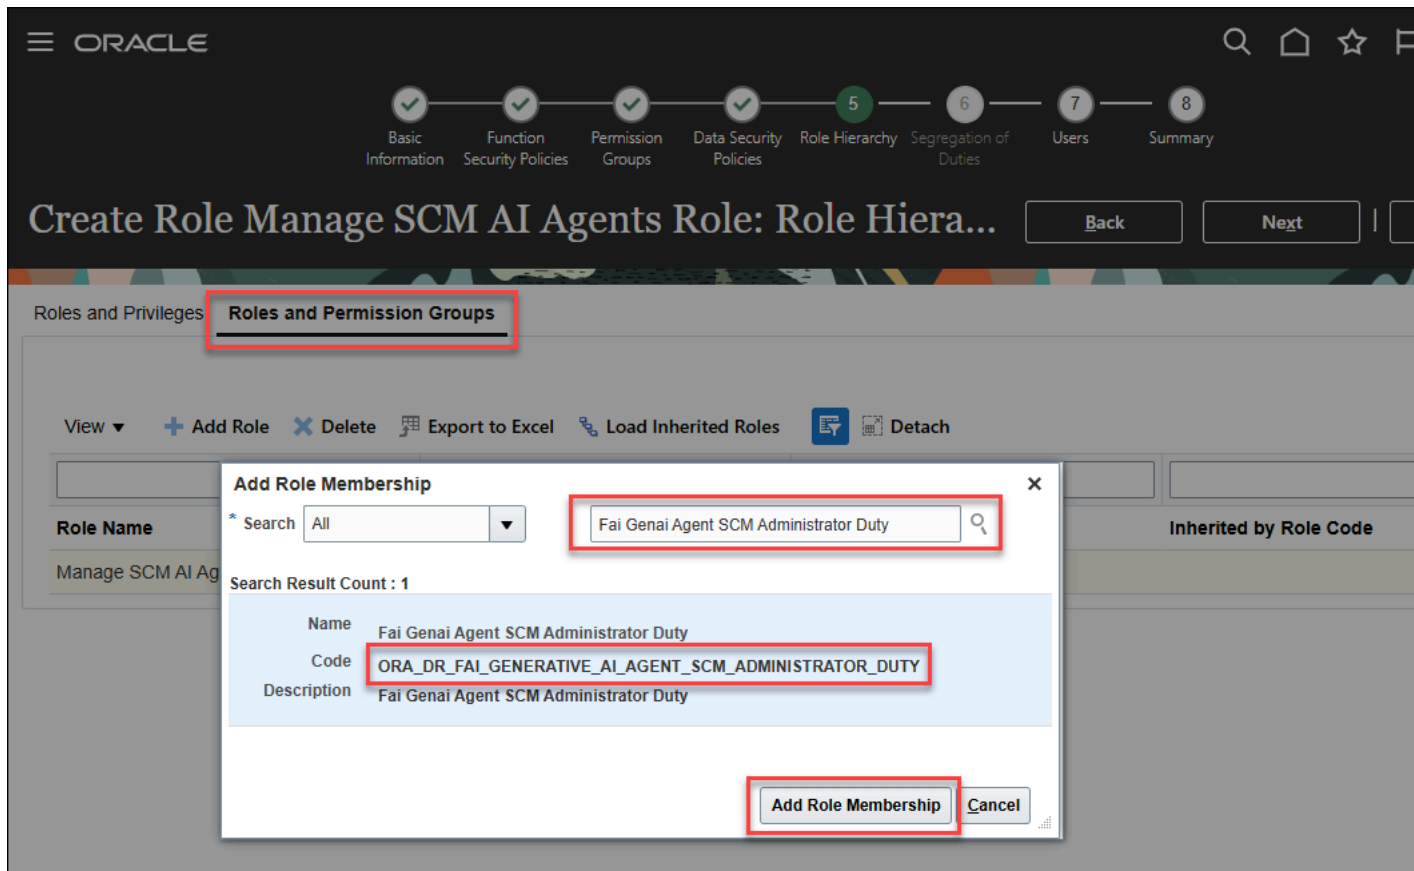 ORACLE
5 6 7 8
Basic Information
Function Security Policies
Permission Groups
Data Security Policies
Role Hierarchy
Segregation of Duties
Users
Summary
Create Role Manage SCM AI Agents Role: Role Hiera...
Back
Next
Roles and Privileges
Roles and Permission Groups
View
Add Role
Delete
Export to Excel
Load Inherited Roles
Detach
Role Name
Inherited by Role Code
Manage SCM AI Ag
Add Role Membership
* Search All
Fai Genai Agent SCM Administrator Duty
Search Result Count : 1
Name Fai Genai Agent SCM Administrator Duty
Code ORA_DR_FAI_GENERATIVE_AI_AGENT_SCM_ADMINISTRATOR_DUTY
Description Fai Genai Agent SCM Administrator Duty
Add Role Membership
Cancel